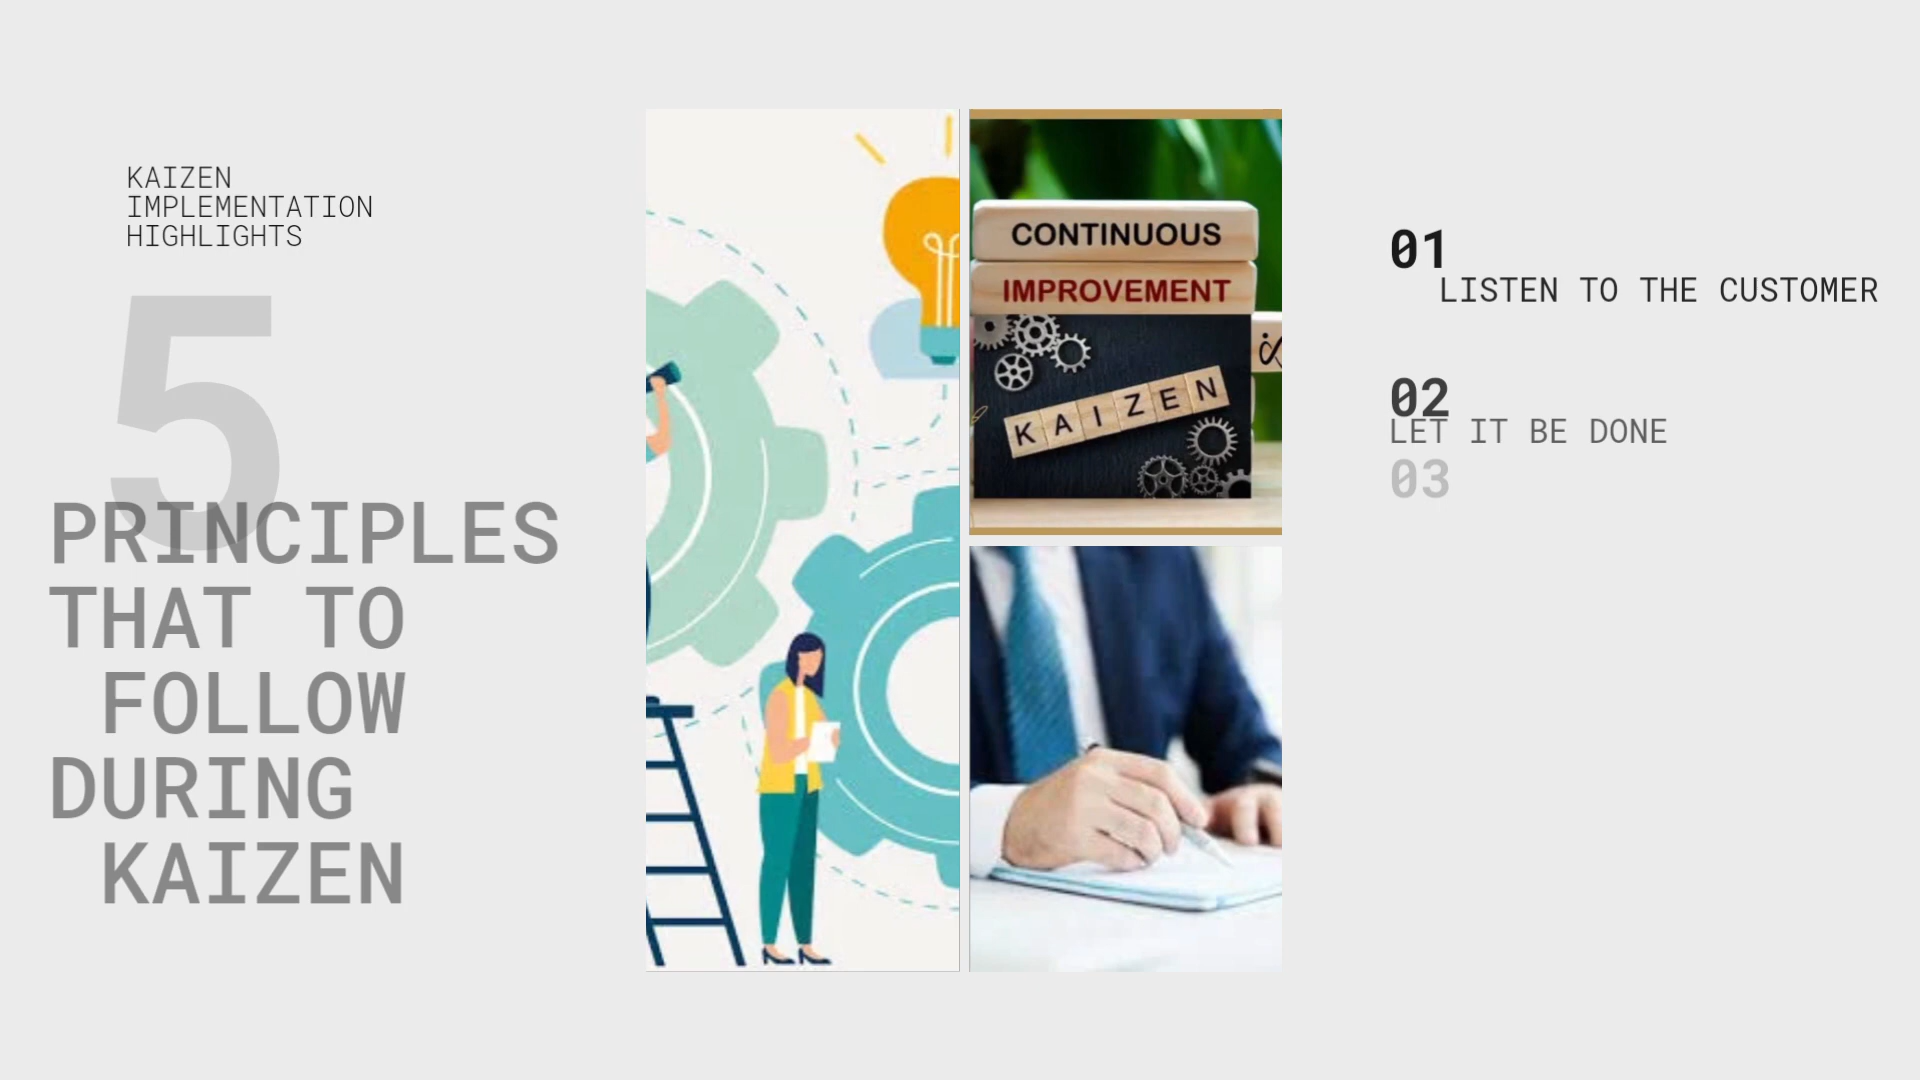 KAIZEN
IMPLEMENTATION
HIGHLIGHTS
5
PRINCIPLES
THAT TO
FOLLOW
DURING
KAIZEN
CONTINUOUS
IMPROVEMENT
KAIZEN
01
LISTEN TO THE CUSTOMER
02
LET IT BE DONE
03